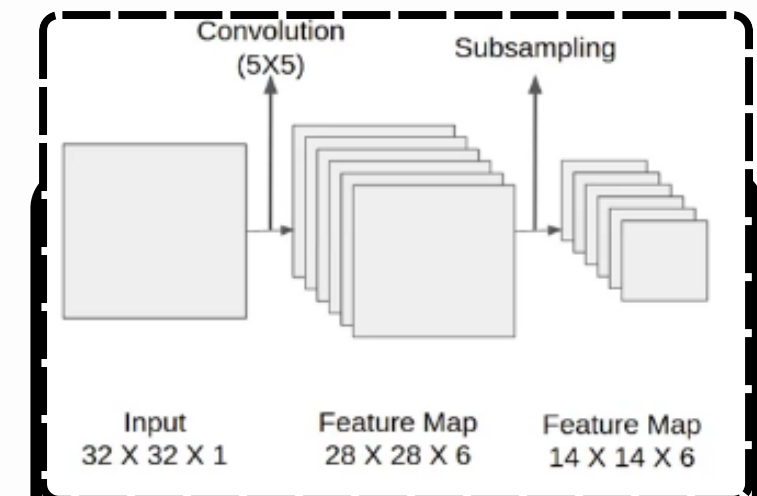 Convolution
(5X5)
Subsampling
Input
32 X 32 X 1
Feature Map
28 X 28 X 6
Feature Map
14 X 14 X 6